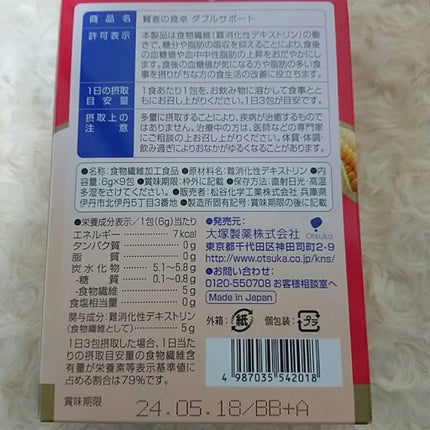 商品名 賢者の食卓 ダブルサポート
許可表示 本製品は食物繊維(難消化性デキストリン)の働
きで、糖分や脂肪の吸収を抑えることにより、食後
の血糖値や血中中性脂肪の上昇をおだやかにしま
す。食後の血糖値が気になる方や脂肪の多い食
事を摂りがちな方の食生活の改善に役立ちます。
1日の摂取目安量 1食あたり1包を、お飲み物に溶かして食事とと
もにお召し上がりください。1日3包が目安です。
摂取上の注意 多量に摂取することにより、疾病が治癒するもので
はありません。治療中の方は、医師などの専門家
にご相談の上お召し上がりください。体質・体調・
飲み過ぎによりおなかがゆるくなることがあります。
●名称:食物繊維加工食品 ●原材料名:難消化性デキストリン
●内容量:6g×9包 ●賞味期限:枠外に記載 ●保存方法:直射日光・高温
多湿をさけてください。 ●販売者:松谷化学工業株式会社 兵庫県
伊丹市北伊丹5丁目3番地 ●製造所固有記号:賞味期限の後に記載
●栄養成分表示/1包(6g)当たり
エネルギー 7kcal
タンパク質 0g
脂質 0g
炭水化物 5.1~5.8g
-糖質 0.1~0.8g
-食物繊維 5g
食塩相当量 0g
関与成分:難消化性デキストリン
(食物繊維として) 5g
1日3包摂取した場合、1日当
たりの摂取目安量の食物繊維含
有量が栄養素等表示基準値に
占める割合は79%です。
賞味期限 24.05.18/BB+A
●発売元:
大塚製薬株式会社 Otsuka
東京都千代田区神田司町2-9
http://www.otsuka.co.jp/kns/
●お問い合わせ:
0120-550708 お客様相談室へ
Made in Japan
外箱: 紙 個包装: プラ
4 987035 542018